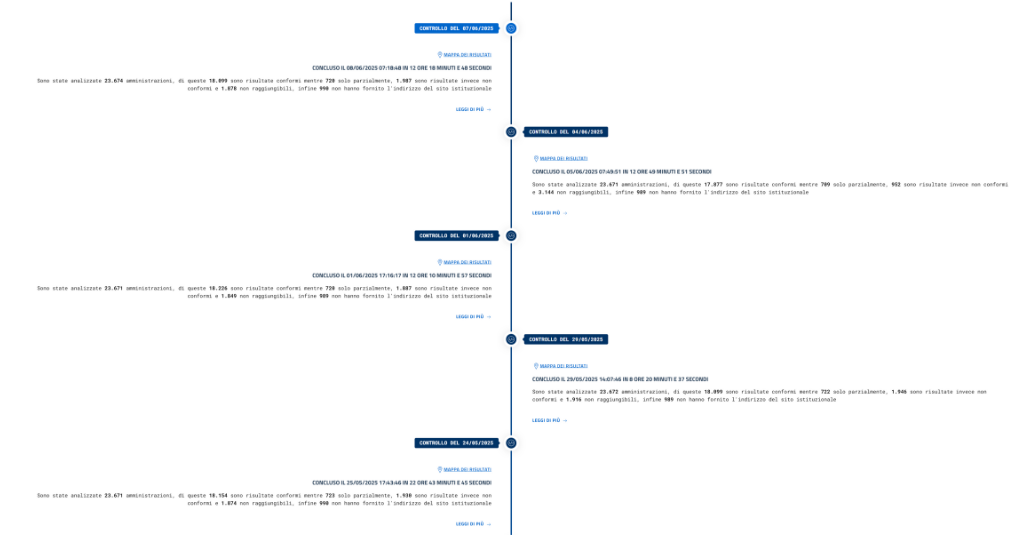 CONTROLLO DEL 07/06/2025
MAPPA DEI RISULTATI
CONCLUSO IL 08/06/2025 07:18:48 IN 12 ORE 18 MINUTI E 48 SECONDI
Sono state analizzate 23.674 amministrazioni, di queste 18.099 sono risultate conformi mentre 720 solo parzialmente, 1.987 sono risultate invece non
conformi e 1.878 non raggiungibili, infine 990 non hanno fornito l'indirizzo del sito istituzionale
LEGGI DI PIÙ →
CONTROLLO DEL 04/06/2025
MAPPA DEI RISULTATI
CONCLUSO IL 05/06/2025 07:49:51 IN 12 ORE 49 MINUTI E 51 SECONDI
Sono state analizzate 23.671 amministrazioni, di queste 17.877 sono risultate conformi mentre 709 solo parzialmente, 952 sono risultate invece non conformi
e 3.144 non raggiungibili, infine 989 non hanno fornito l'indirizzo del sito istituzionale
LEGGI DI PIÙ →
CONTROLLO DEL 01/06/2025
MAPPA DEI RISULTATI
CONCLUSO IL 01/06/2025 17:16:17 IN 12 ORE 10 MINUTI E 57 SECONDI
Sono state analizzate 23.671 amministrazioni, di queste 18.226 sono risultate conformi mentre 720 solo parzialmente, 1.887 sono risultate invece non
conformi e 1.849 non raggiungibili, infine 989 non hanno fornito l'indirizzo del sito istituzionale
LEGGI DI PIÙ →
CONTROLLO DEL 29/05/2025
MAPPA DEI RISULTATI
CONCLUSO IL 29/05/2025 14:07:46 IN 8 ORE 20 MINUTI E 37 SECONDI
Sono state analizzate 23.672 amministrazioni, di queste 18.099 sono risultate conformi mentre 722 solo parzialmente, 1.946 sono risultate invece non
conformi e 1.916 non raggiungibili, infine 989 non hanno fornito l'indirizzo del sito istituzionale
LEGGI DI PIÙ →
CONTROLLO DEL 24/05/2025
MAPPA DEI RISULTATI
CONCLUSO IL 25/05/2025 17:43:46 IN 22 ORE 43 MINUTI E 45 SECONDI
Sono state analizzate 23.671 amministrazioni, di queste 18.154 sono risultate conformi mentre 723 solo parzialmente, 1.930 sono risultate invece non
conformi e 1.874 non raggiungibili, infine 990 non hanno fornito l'indirizzo del sito istituzionale
LEGGI DI PIÙ →